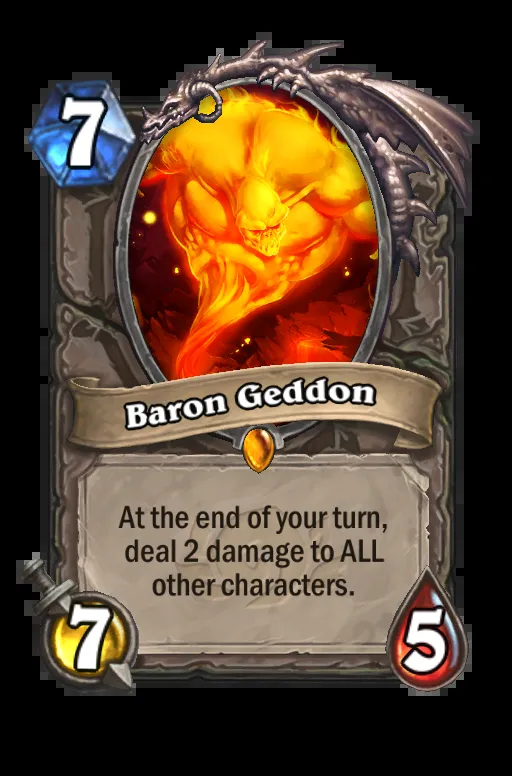 7
Baron Geddon
At the end of your turn,
deal 2 damage to ALL
other characters.
7
5